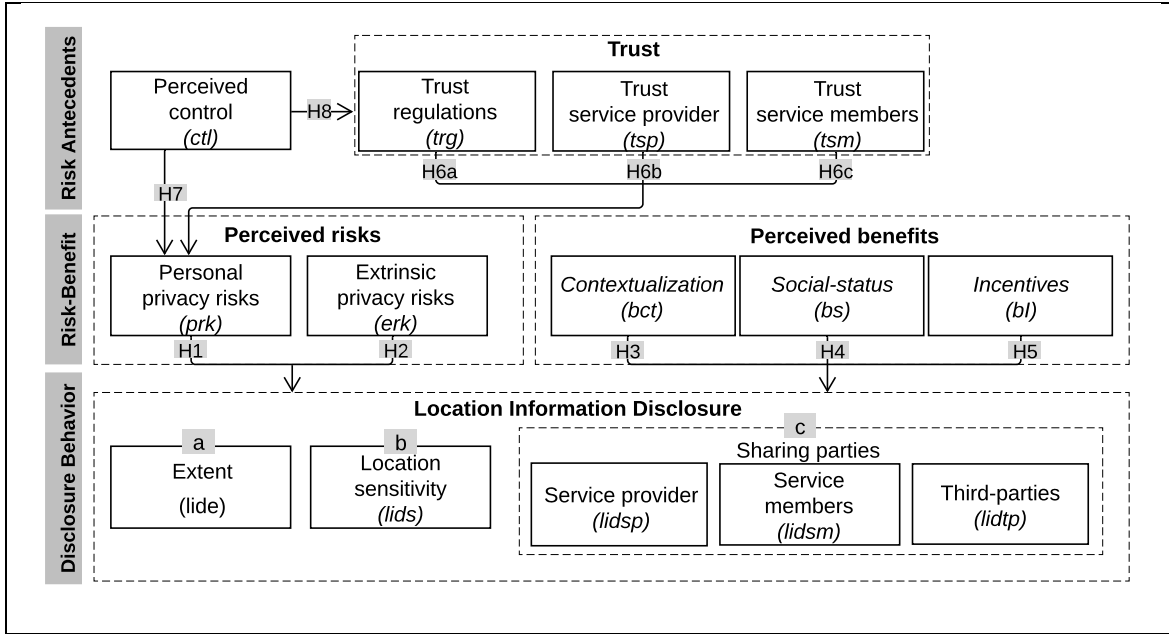 Risk Antecedents
Trust
Perceived
control
(ctl)
H8
Trust
regulations
(trg)
Trust
service provider
(tsp)
Trust
service members
(tsm)
H6a
H6b
H6c
H7
Risk-Benefit
Perceived risks
Personal
privacy risks
(prk)
Extrinsic
privacy risks
(erk)
H1
H2
Perceived benefits
Contextualization
(bct)
Social-status
(bs)
Incentives
(bI)
H3
H4
H5
Disclosure Behavior
Location Information Disclosure
a
Extent
(lide)
b
Location
sensitivity
(lids)
c
Sharing parties
Service provider
(lidsp)
Service
members
(lidsm)
Third-parties
(lidtp)